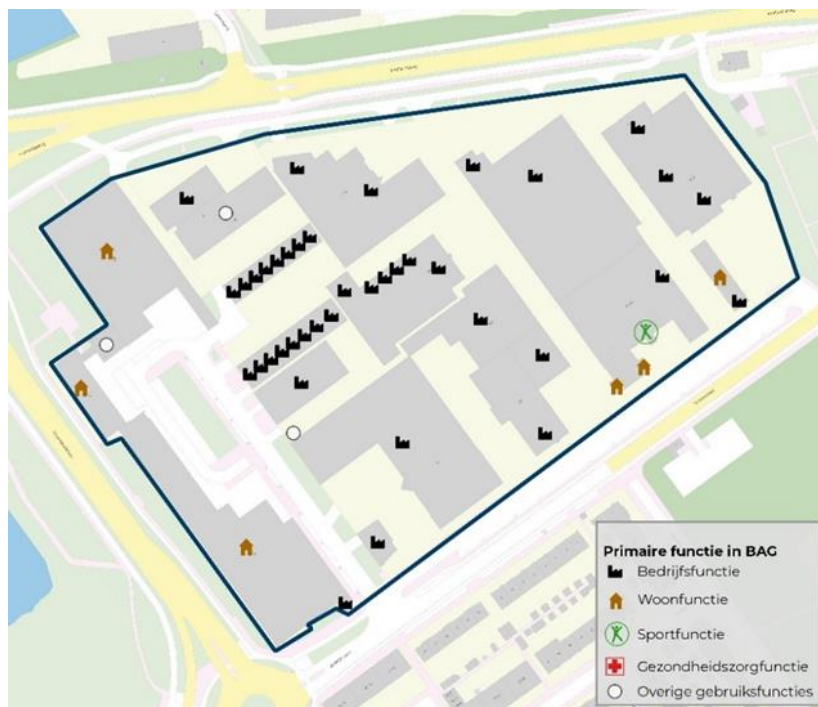 Primaire functie in BAG
Bedrijfsfunctie
Woonfunctie
Sportfunctie
Gezondheidszorgfunctie
Overige gebruiksfuncties